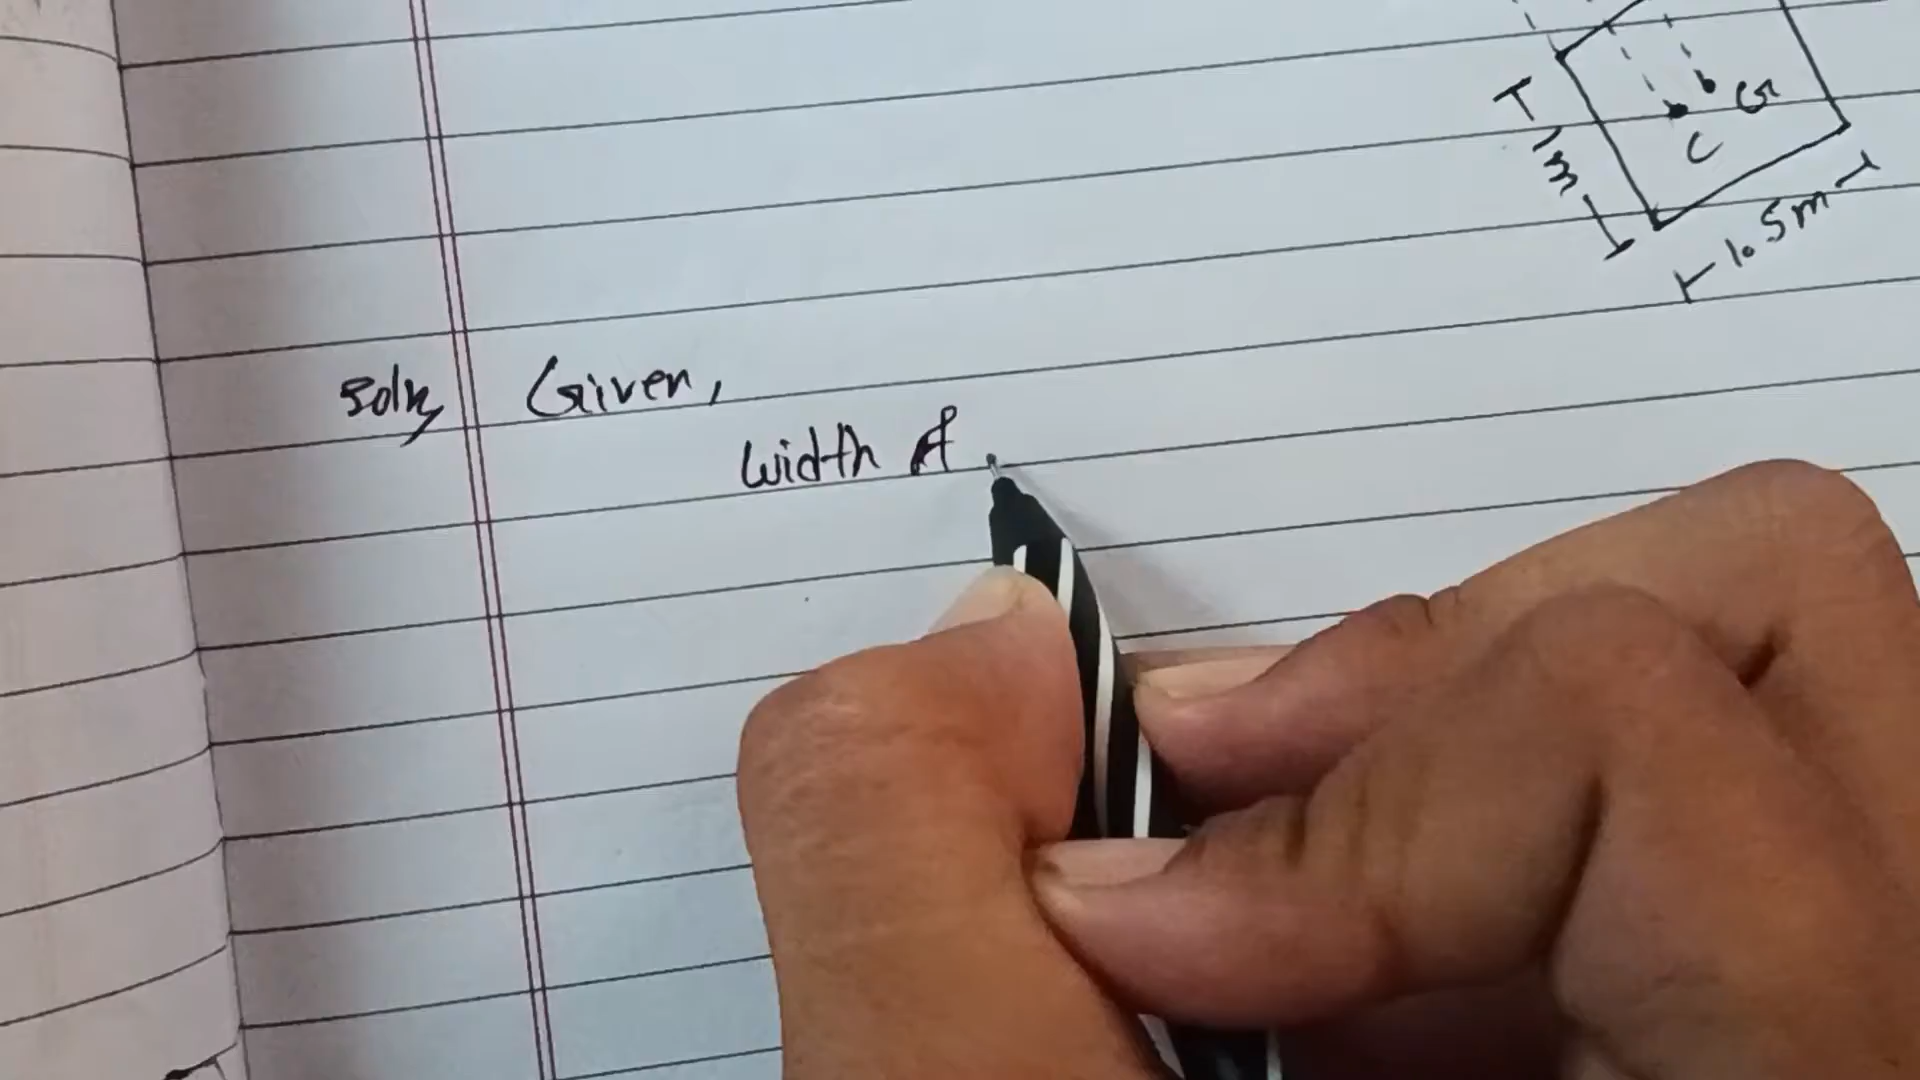 G
C
1m
1.5m
Soln, Given,
Width of